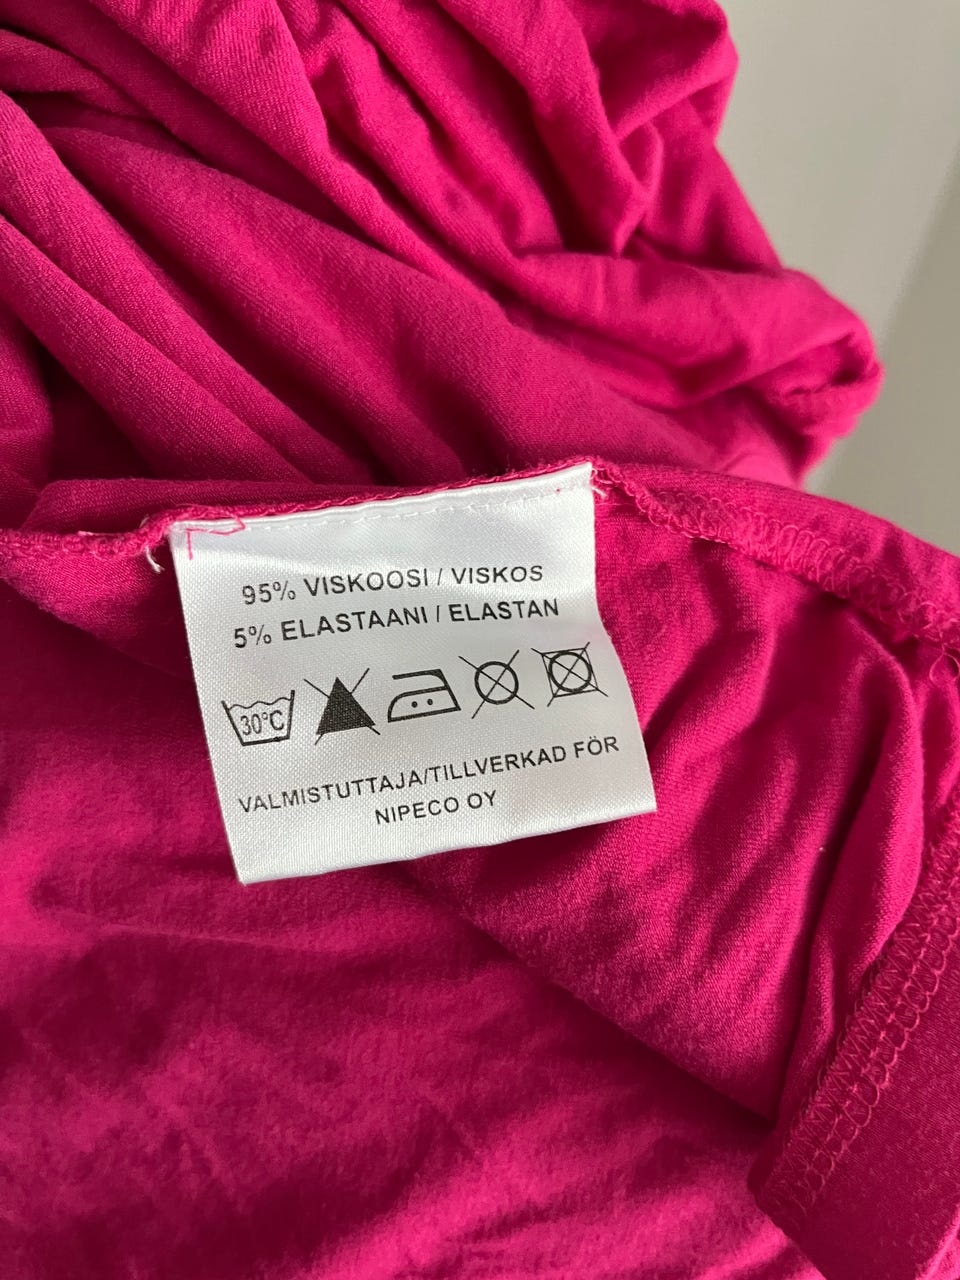 95% VISKOOSI / VISKOS
5% ELASTAANI / ELASTAN
30°C
VALMISTUTTAJA/TILLVERKAD FÖR
NIPECO OY